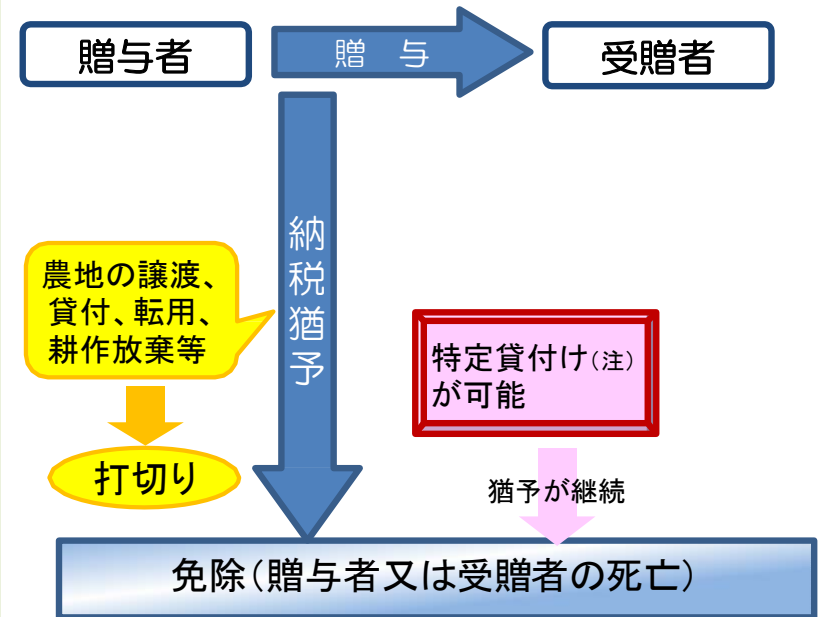 贈与者
贈 与
受贈者
納税猶予
農地の譲渡、
貸付、転用、
耕作放棄等
打切り
特定貸付け(注)
が可能
猶予が継続
免除(贈与者又は受贈者の死亡)